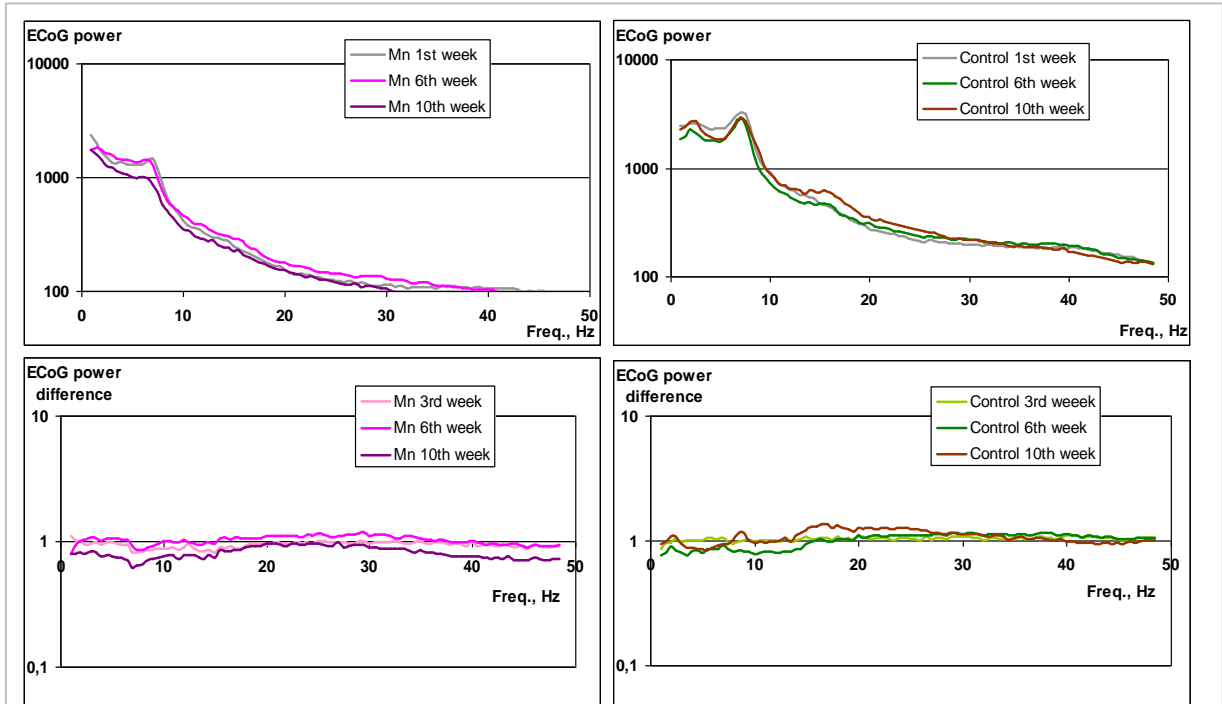 ECoG power
Mn 1st week
Mn 6th week
Mn 10th week
10000
1000
100
0 10 20 30 40 50
Freq., Hz
ECoG power
Control 1st week
Control 6th week
Control 10th week
10000
1000
100
0 10 20 30 40 50
Freq., Hz
ECoG power
difference
Mn 3rd week
Mn 6th week
Mn 10th week
10
1
0 10 20 30 40 50
Freq., Hz
0,1
ECoG power
difference
Control 3rd weeek
Control 6th week
Control 10th week
10
1
0 10 20 30 40 50
Freq., Hz
0,1